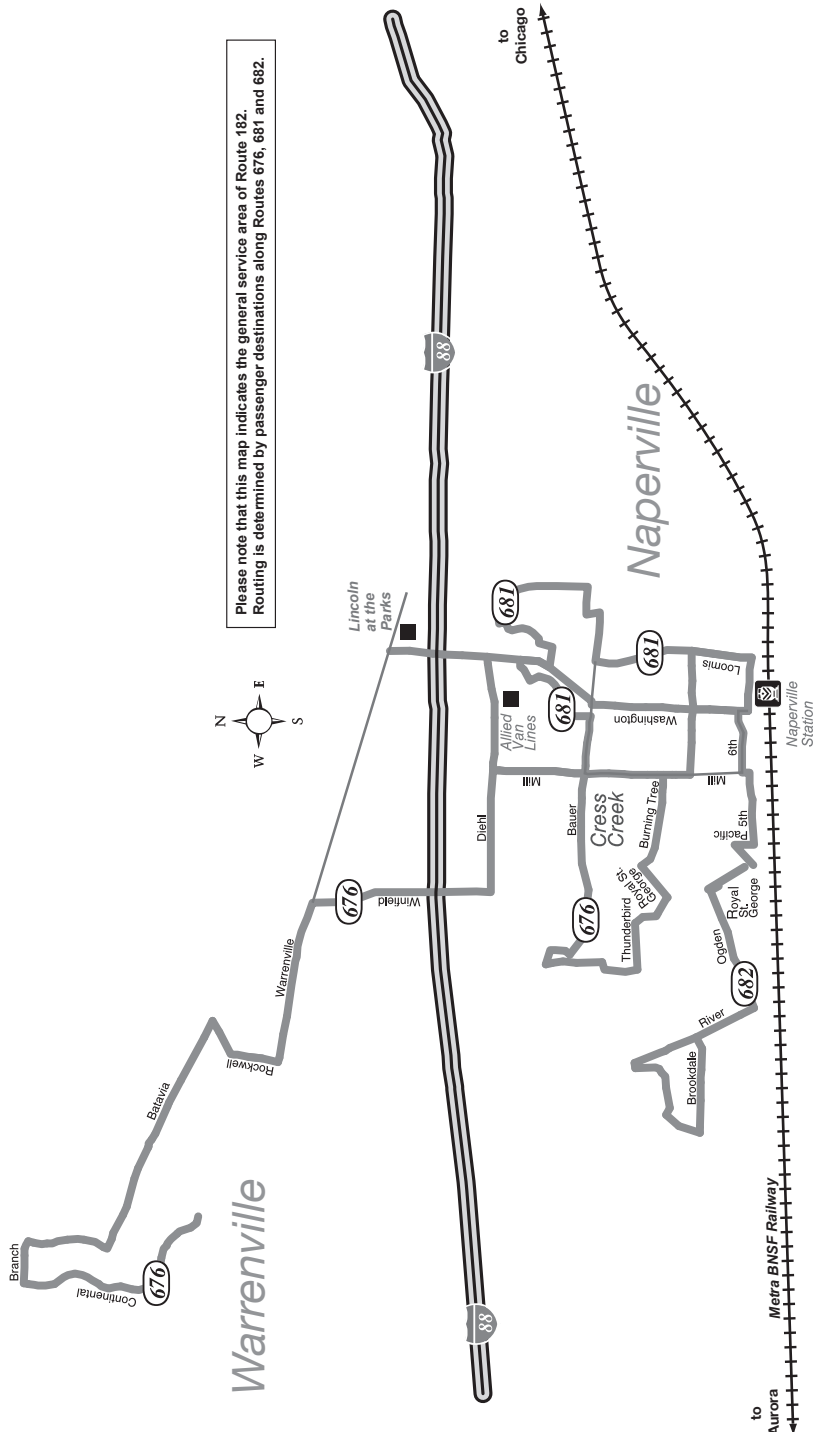 Please note that this map indicates the general service area of Route 182.
Routing is determined by passenger destinations along Routes 676, 681 and 682.
N
W
E
S
to
Chicago
88
Naperville
Lincoln
at the
Parks
681
681
681
Loomis
Allied
Van
Lines
Washington
Naperville
Station
6th
Mill
Mill
Diehl
Bauer
Cress
Creek
Burning Tree
5th
Pacific
Royal St.
George
Royal
St.
George
Thunderbird
676
Winfield
676
Ogden
682
River
Brookdale
Warrenville
Rockwell
Batavia
Branch
Continental
676
Warrenville
88
Metra BNSF Railway
to
Aurora